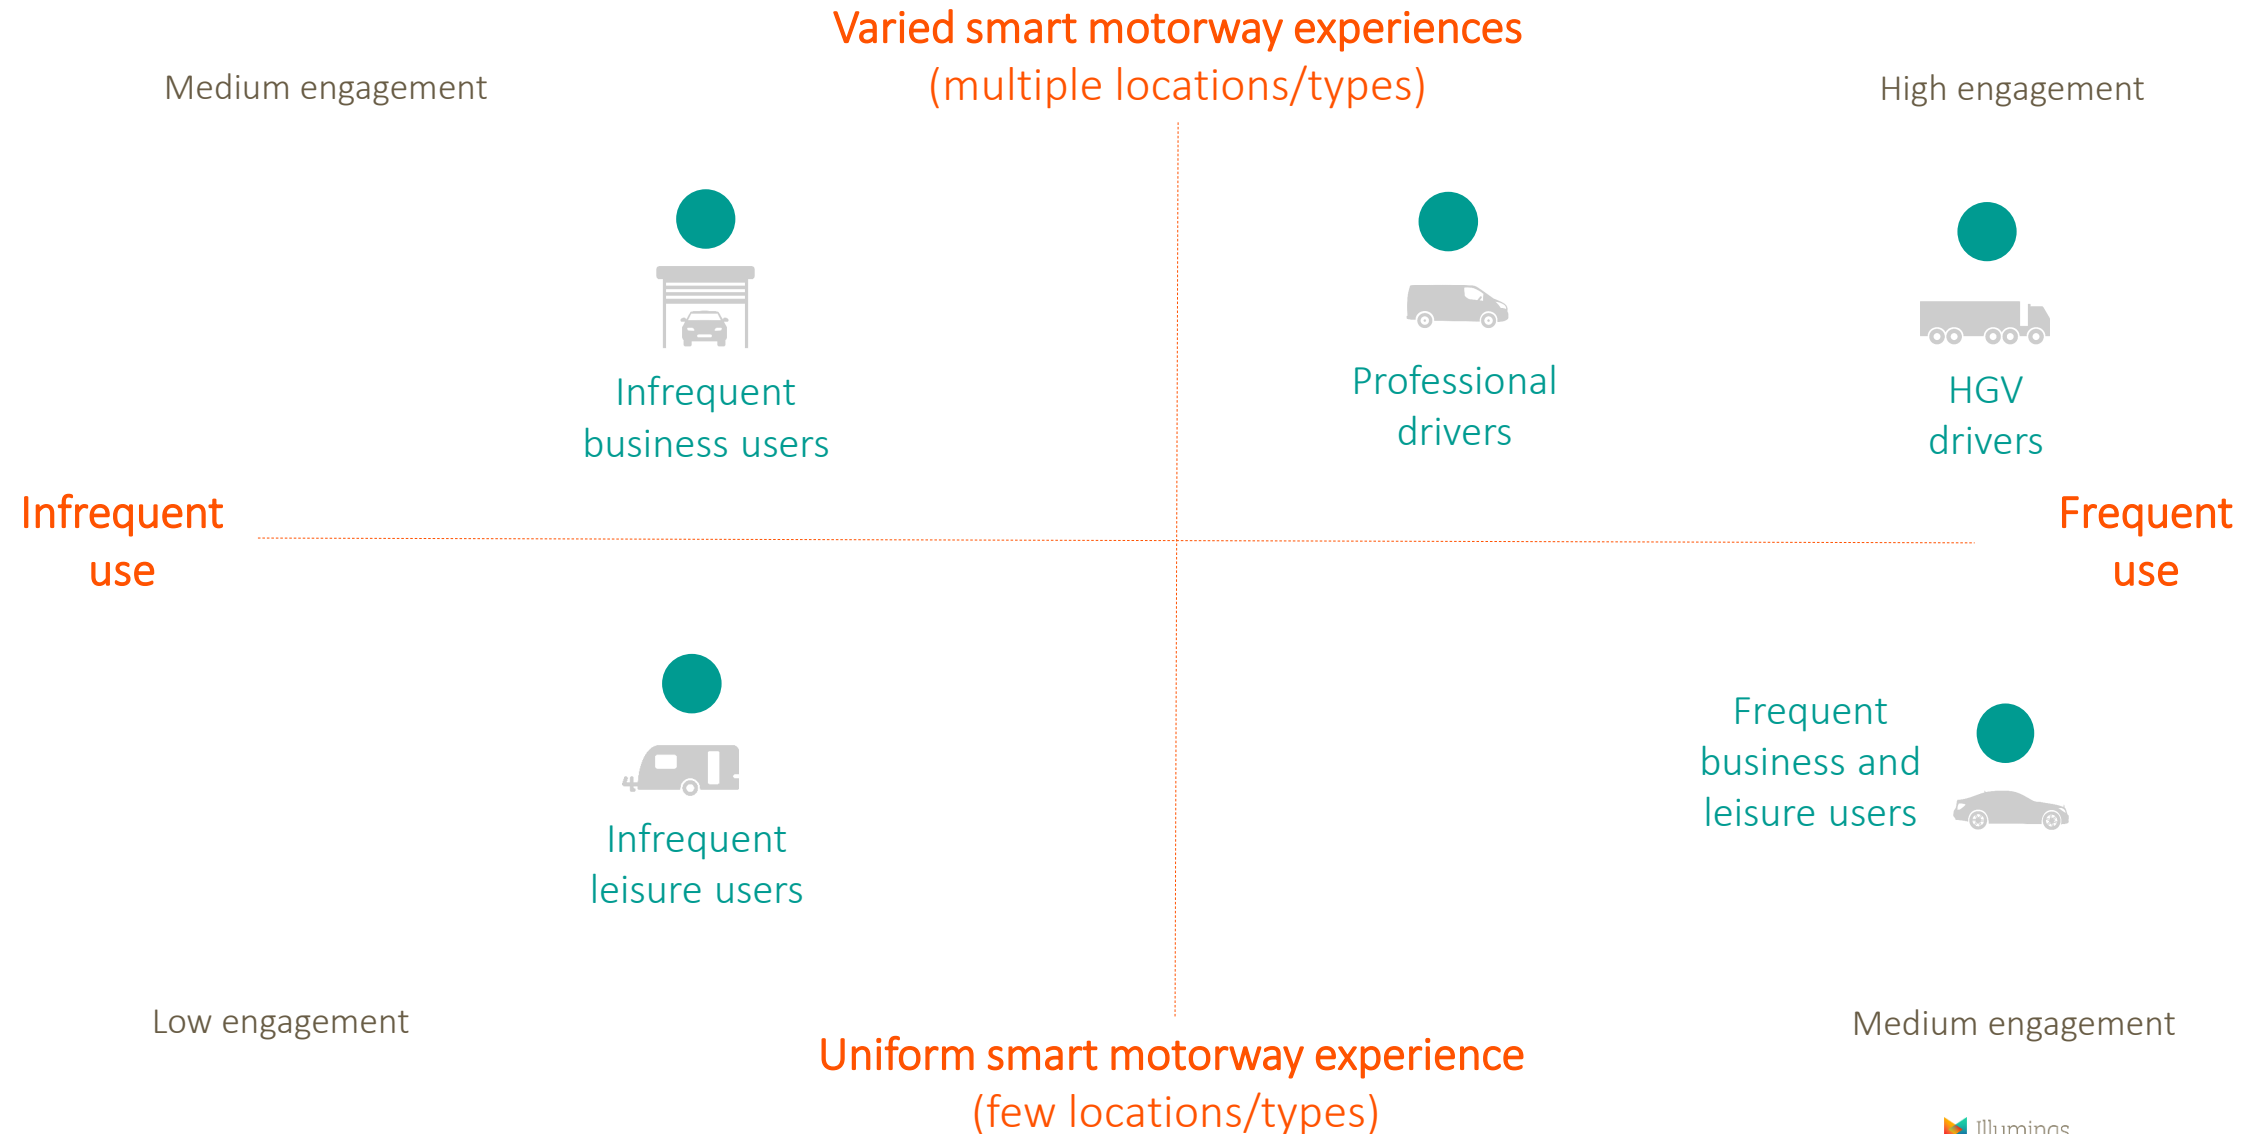 Varied smart motorway experiences
(multiple locations/types)
Medium engagement
High engagement
Infrequent
business users
Professional
drivers
HGV
drivers
Infrequent
use
Frequent
use
Infrequent
leisure users
Frequent
business and
leisure users
Low engagement
Medium engagement
Uniform smart motorway experience
(few locations/types)
Illumings